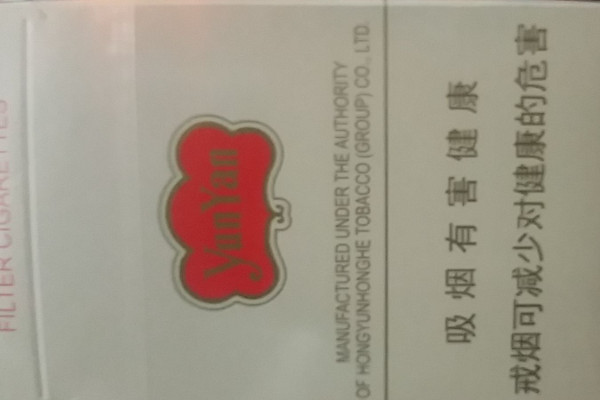 FILTER CIGARETTES
YunYan
MANUFACTURED UNDER THE AUTHORITY
OF HONGYUNHONGHE TOBACCO (GROUP) CO., LTD.
吸烟有害健康
戒烟可减少对健康的危害